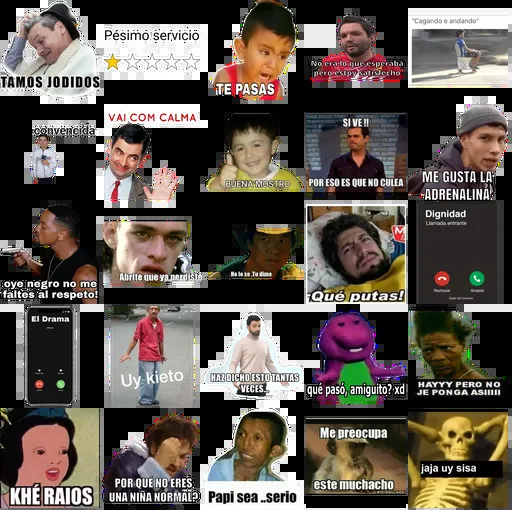 TAMOS JODIDOS
Pésimo servicio
TE PASAS
No era lo que esperaba
pero estoy satisfecho
"Cagando e andando"
convencida
VAI COM CALMA
BUENA MOSTRO
SI VE!!
POR ESO ES QUE NO CULEA
ME GUSTA LA
ADRENALINA
oye negro no me
faltes al respeto!
Abrite que ya perdiste
No lo se ,Tu dime
¡Qué putas!
Dignidad
Llamada entrante
Rechazar
Aceptar
El Drama
Uy kieto
HAZ DICHO ESTO TANTAS
VECES...
qué pasó, amiguito? xd
HAYYY PERO NO
JE PONGA ASIIIII
KHÉ RAIOS
POR QUE NO ERES
UNA NIÑA NORMAL?
Papi sea ..serio
Me preocupa
este muchacho
jaja uy sisa